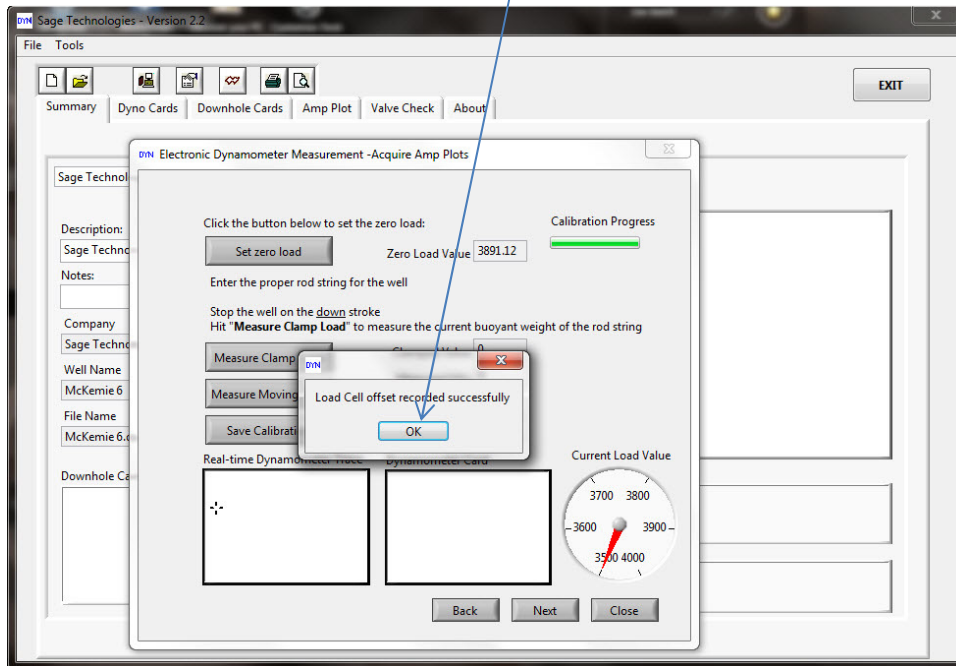 DYN Sage Technologies - Version 2.2
File Tools
EXIT
Summary Dyno Cards Downhole Cards Amp Plot Valve Check About
DYN Electronic Dynamometer Measurement -Acquire Amp Plots
Sage Technol
Click the button below to set the zero load:
Calibration Progress
Description:
Set zero load
Zero Load Value 3891.12
Sage Techno
Enter the proper rod string for the well
Notes:
Stop the well on the down stroke
Hit "Measure Clamp Load" to measure the current buoyant weight of the rod string
Company
Sage Techno
Measure Clamp
0
DYN
Well Name
McKemie 6
Measure Moving
Load Cell offset recorded successfully
File Name
McKemie 6.d
Save Calibrati
OK
Real-time Dynamometer Trace
Dynamometer Card
Current Load Value
Downhole Ca
3700 3800
3600 3900
3500 4000
Back Next Close